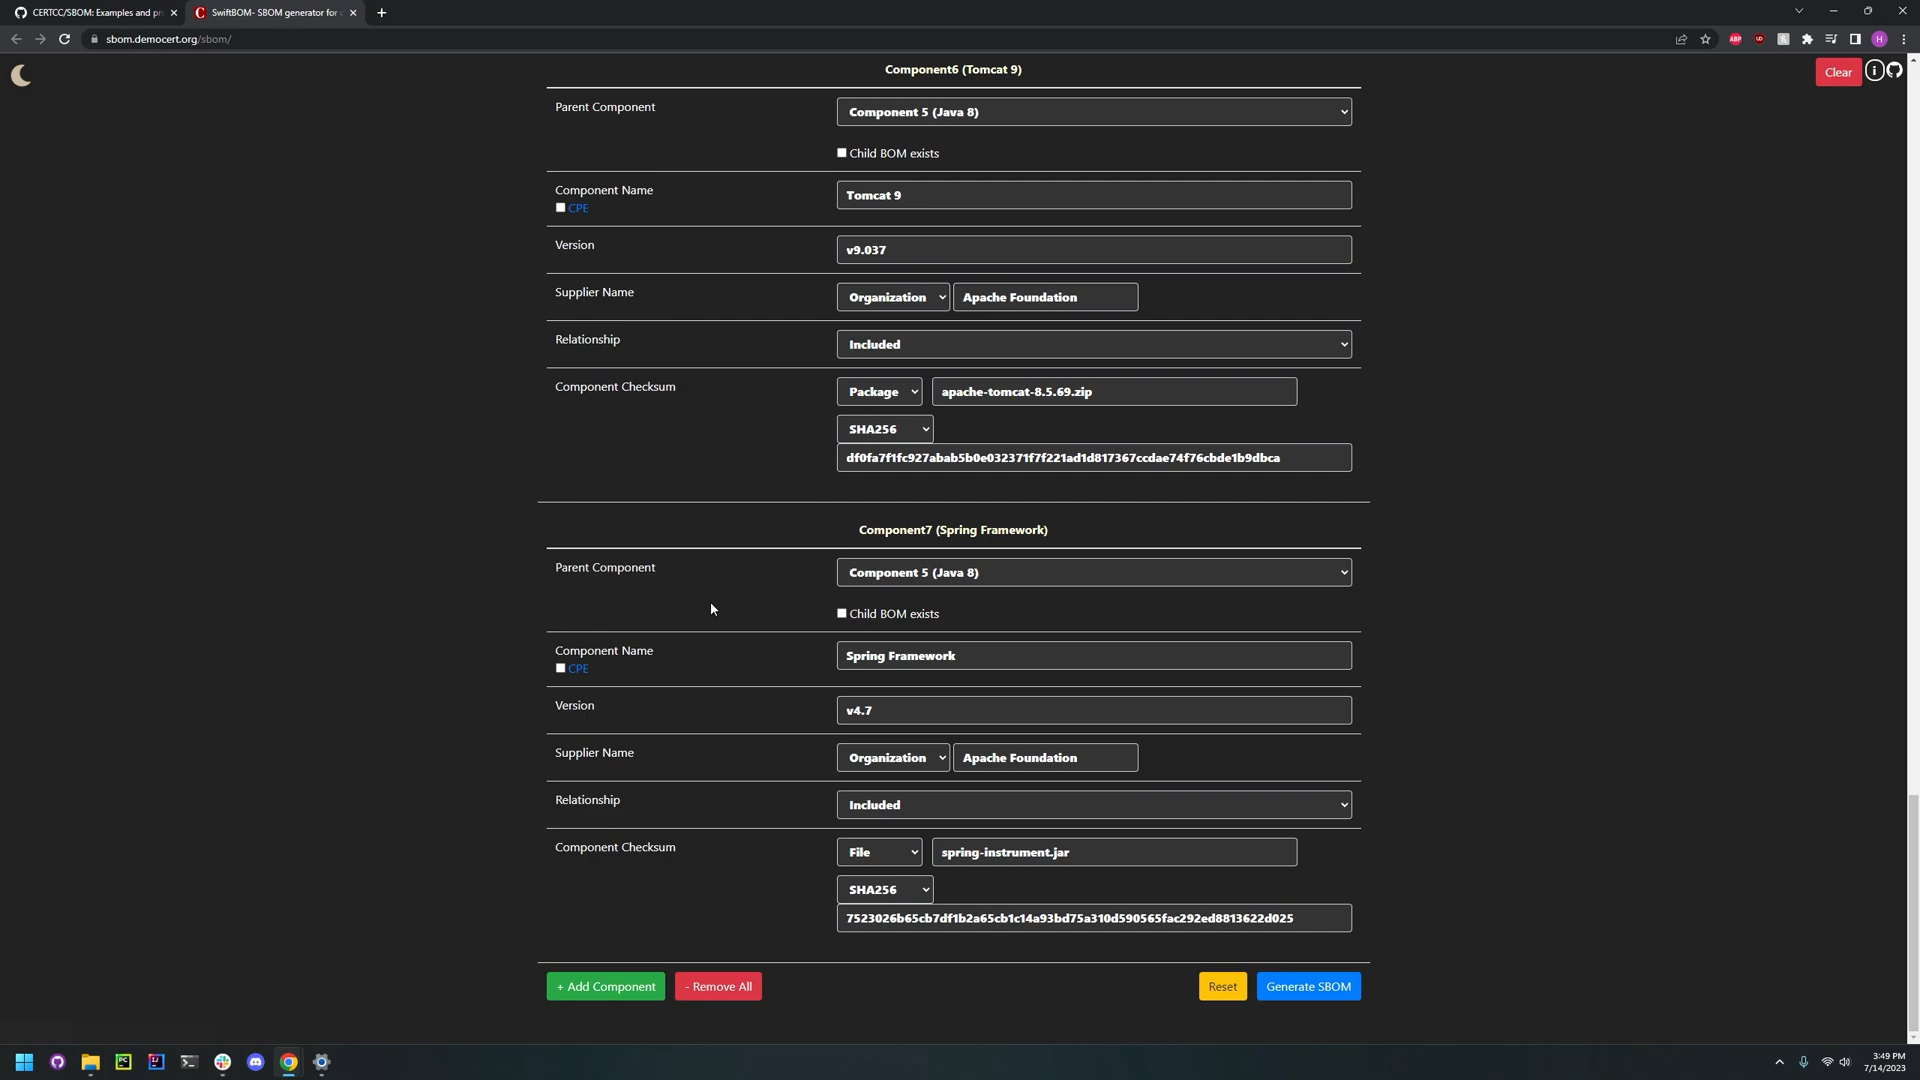 CERTCC/SBOM: Examples and pr
SwiftBOM- SBOM generator for
sbom.democert.org/sbom/
Clear
Component6 (Tomcat 9)
Parent Component
Component 5 (Java 8)
Child BOM exists
Component Name
CPE
Tomcat 9
Version
v9.037
Supplier Name
Organization
Apache Foundation
Relationship
Included
Component Checksum
Package
apache-tomcat-8.5.69.zip
SHA256
df0fa7f1fc927abab5b0e032371f7f221ad1d817367ccdae74f76cbde1b9dbca
Component7 (Spring Framework)
Parent Component
Component 5 (Java 8)
Child BOM exists
Component Name
CPE
Spring Framework
Version
v4.7
Supplier Name
Organization
Apache Foundation
Relationship
Included
Component Checksum
File
spring-instrument.jar
SHA256
7523026b65cb7df1b2a65cb1c14a93bd75a310d590565fac292ed8813622d025
+ Add Component
- Remove All
Reset
Generate SBOM
3:49 PM
7/14/2023